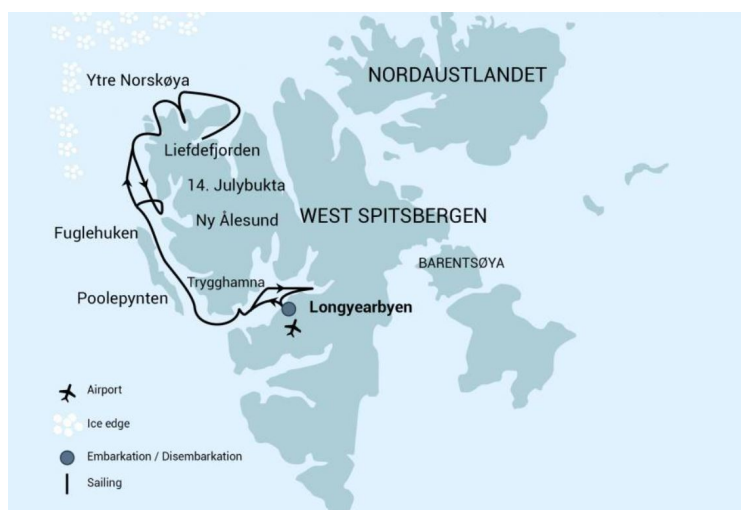 NORDAUSTLANDET
Ytre Norskøya
Liefdefjorden
14. Julybukta
Ny Ålesund
WEST SPITSBERGEN
Fuglehuken
BARENTSØYA
Trygghamna
Poolepynten
Longyearbyen
Airport
Ice edge
Embarkation / Disembarkation
Sailing